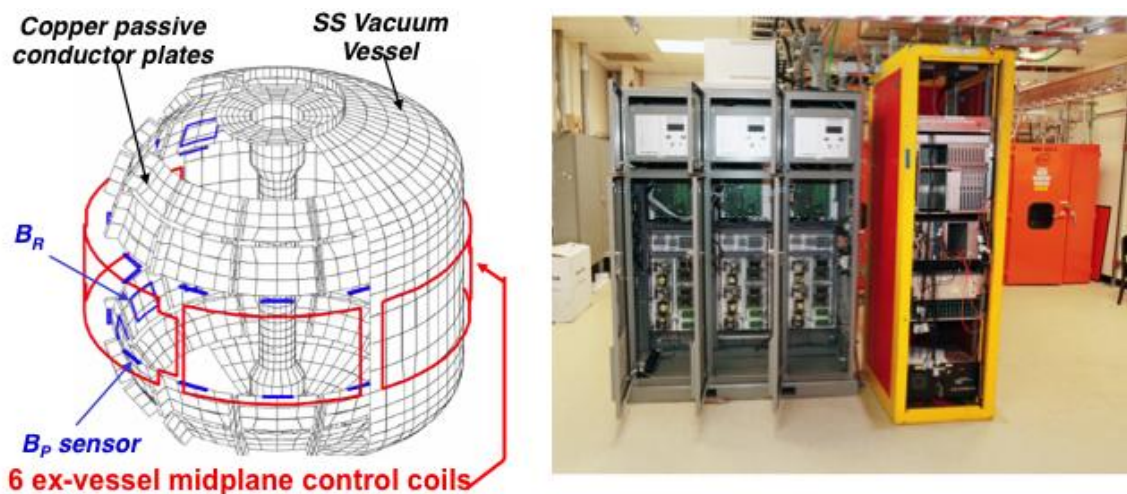 Copper passive
conductor plates
SS Vacuum
Vessel
B_R
B_P sensor
6 ex-vessel midplane control coils